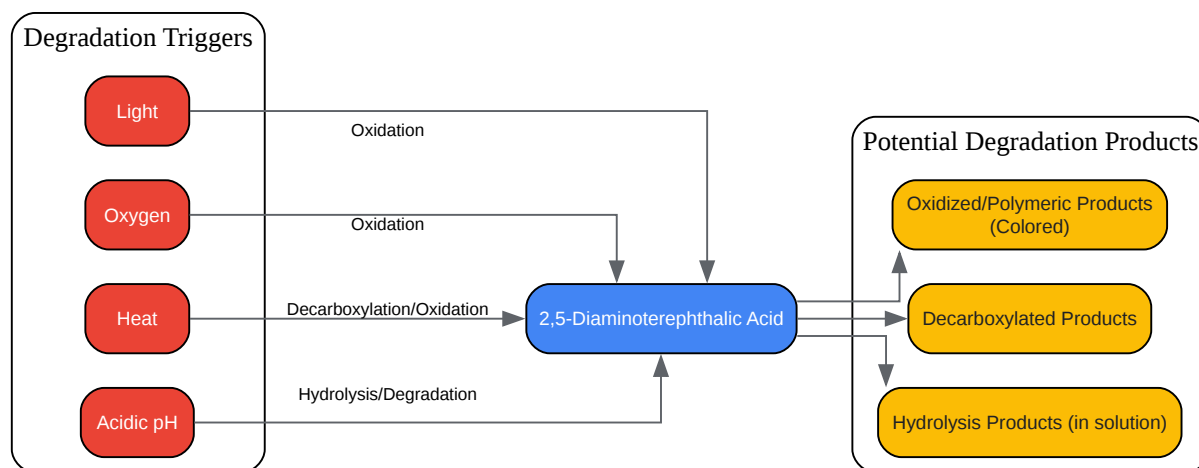 Degradation Triggers
Light
Oxidation
Potential Degradation Products
Oxygen
Oxidation
Oxidized/Polymeric Products
(Colored)
Heat
Decarboxylation/Oxidation
2,5-Diaminoterephthalic Acid
Decarboxylated Products
Acidic pH
Hydrolysis/Degradation
Hydrolysis Products (in solution)